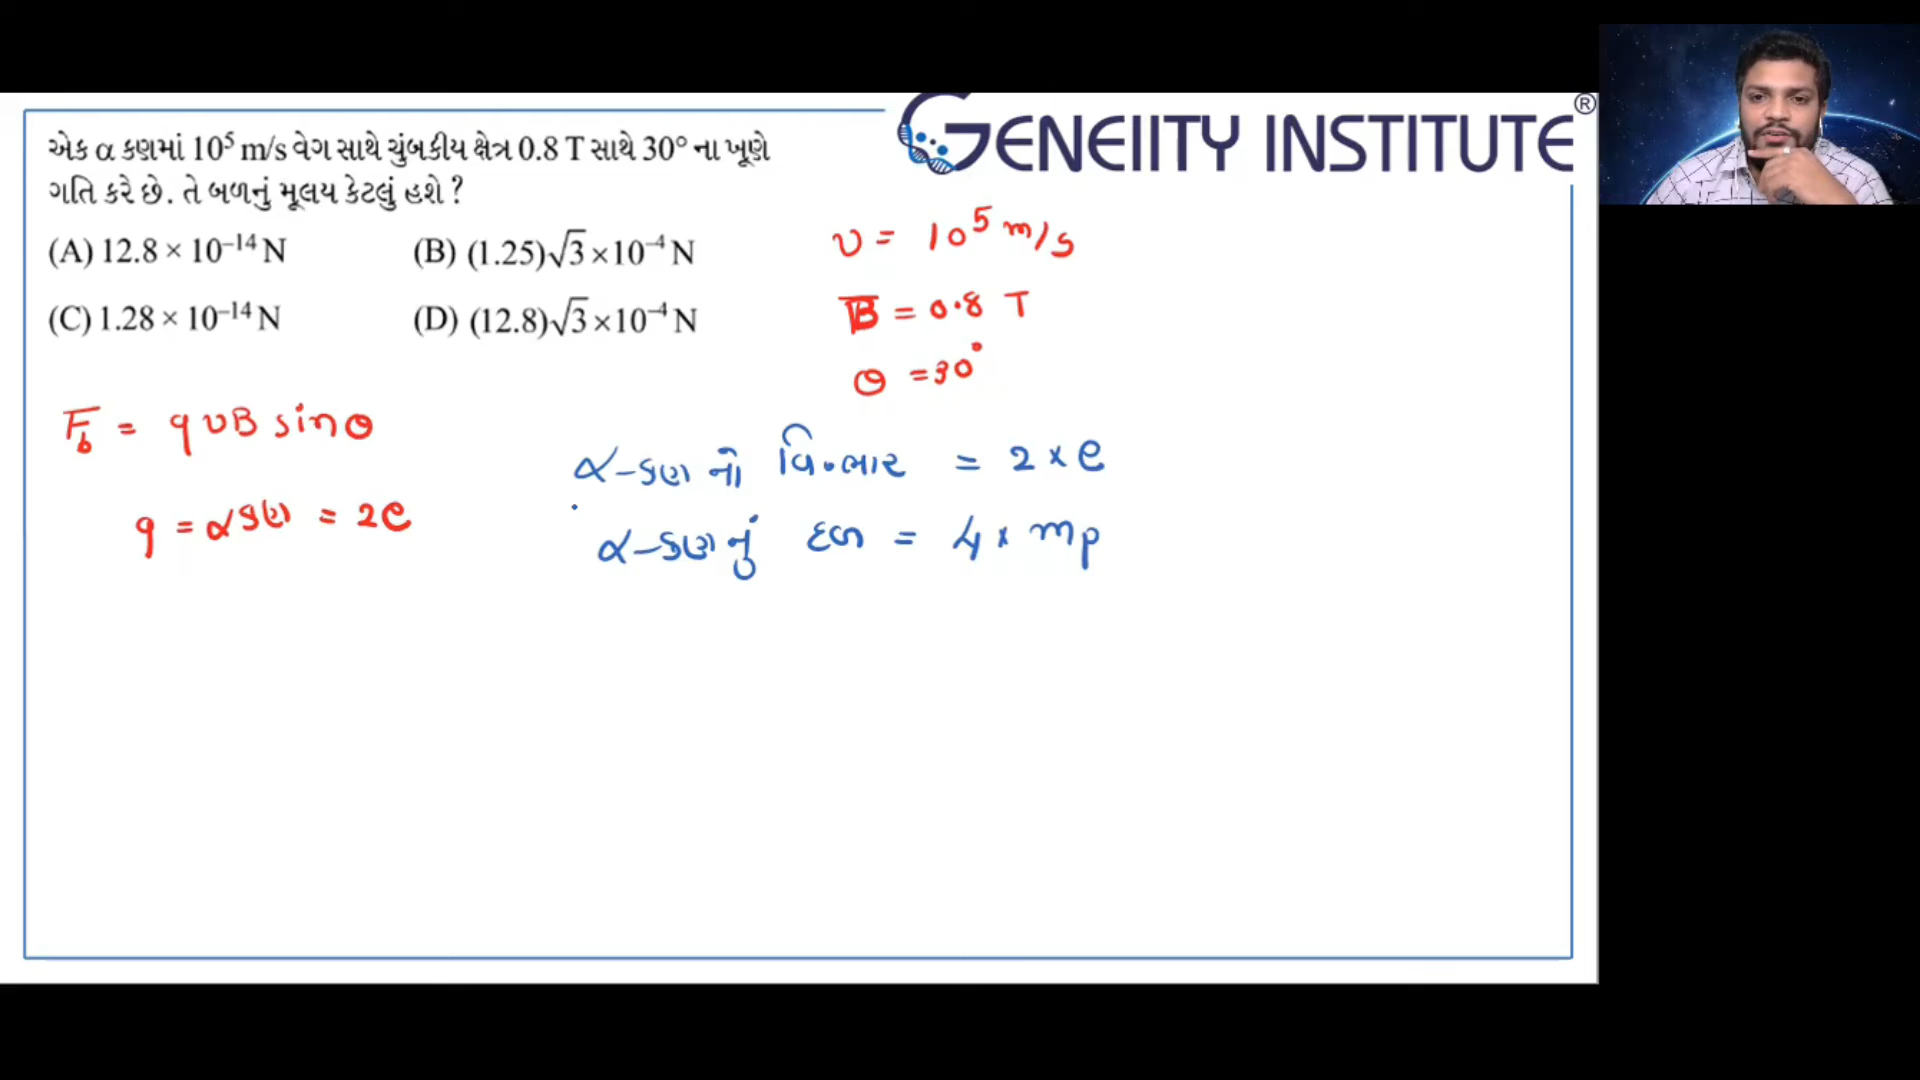 GENEIITY INSTITUTE®
એક α કણમાં 10⁵ m/s વેગ સાથે ચુંબકીય ક્ષેત્ર 0.8 T સાથે 30° ના ખૂણે
ગતિ કરે છે. તે બળનું મૂલય કેટલું હશે ?
(A) 12.8 × 10⁻¹⁴ N (B) (1.25)√3 ×10⁻⁴ N
(C) 1.28 × 10⁻¹⁴ N (D) (12.8)√3 ×10⁻⁴ N
υ = 10⁵ m/s
B = 0.8 T
θ = 30°
F_b = qυB sinθ
q = α કણ = 2e
α-કણ નો વિ.ભાર = 2 × e
α-કણનું દળ = 4 × mp